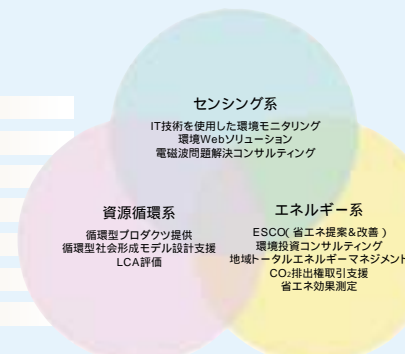 センシング系
IT技術を使用した環境モニタリング
環境Webソリューション
電磁波問題解決コンサルティング
資源循環系
循環型プロダクツ提供
循環型社会形成モデル設計支援
LCA評価
エネルギー系
ESCO(省エネ提案&改善)
環境投資コンサルティング
地域トータルエネルギーマネジメント
CO₂排出権取引支援
省エネ効果測定